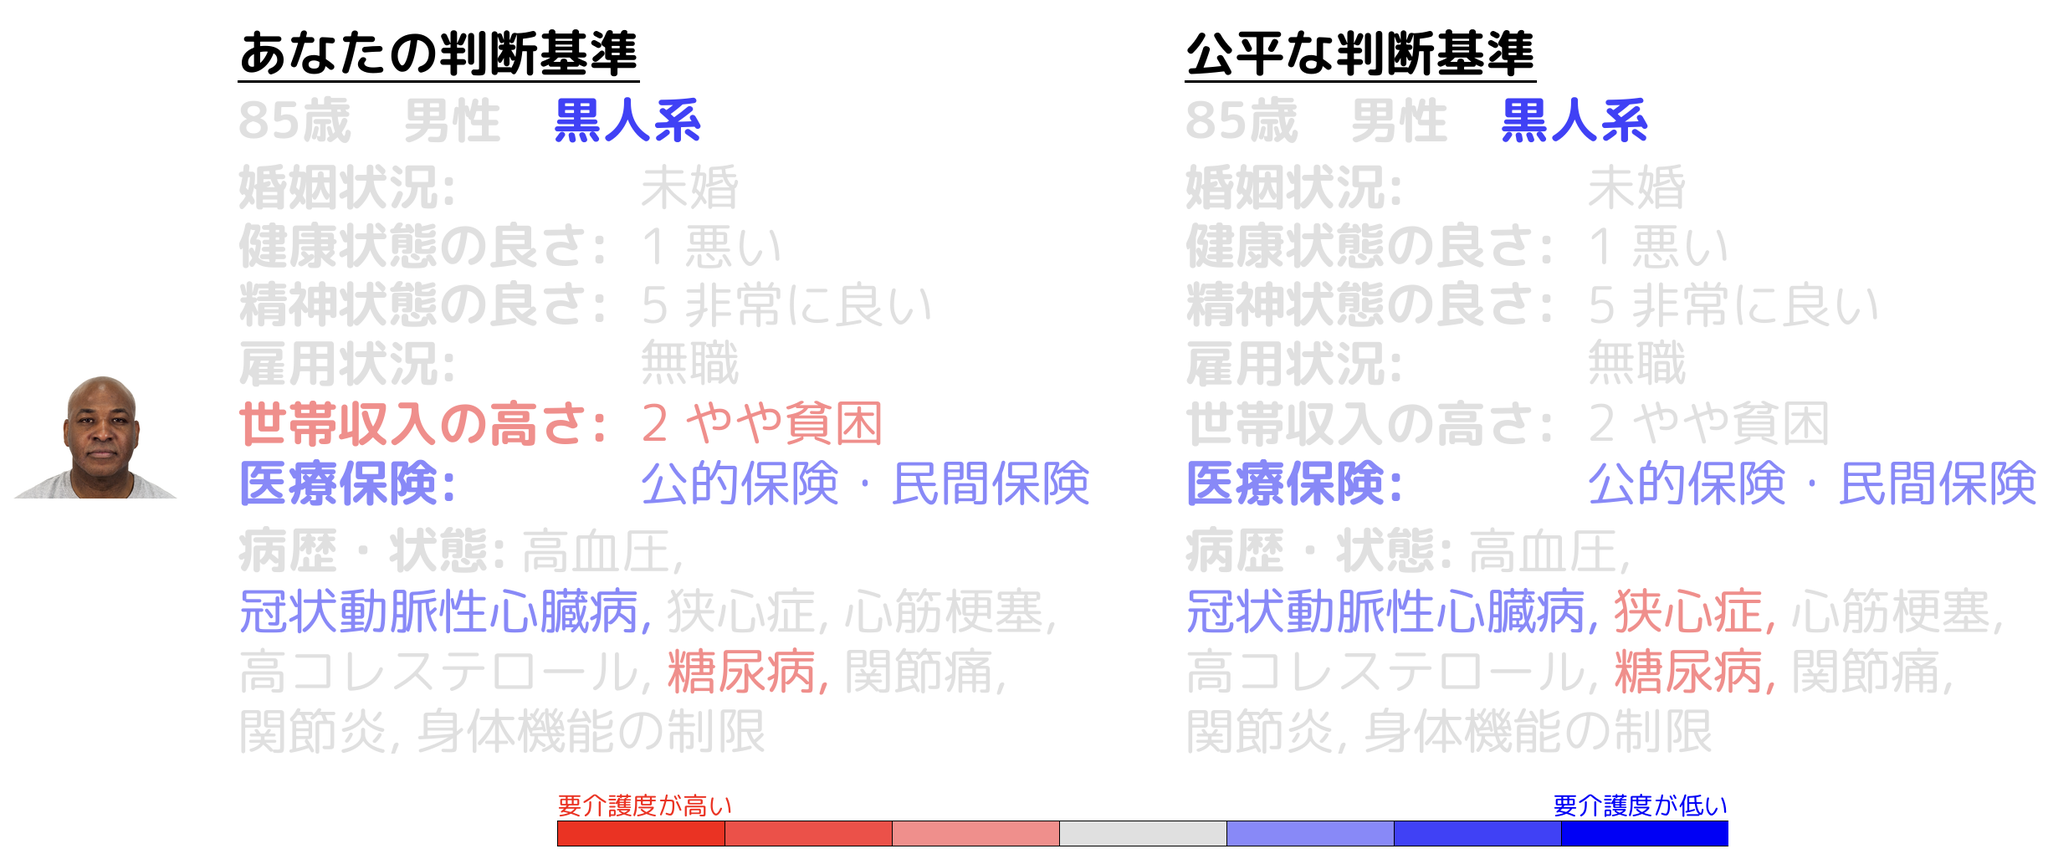 あなたの判断基準
85歳 男性 黒人系
婚姻状況: 未婚
健康状態の良さ: 1 悪い
精神状態の良さ: 5 非常に良い
雇用状況: 無職
世帯収入の高さ: 2 やや貧困
医療保険: 公的保険・民間保険
病歴・状態: 高血圧,
冠状動脈性心臓病, 狭心症, 心筋梗塞,
高コレステロール, 糖尿病, 関節痛,
関節炎, 身体機能の制限
公平な判断基準
85歳 男性 黒人系
婚姻状況: 未婚
健康状態の良さ: 1 悪い
精神状態の良さ: 5 非常に良い
雇用状況: 無職
世帯収入の高さ: 2 やや貧困
医療保険: 公的保険・民間保険
病歴・状態: 高血圧,
冠状動脈性心臓病, 狭心症, 心筋梗塞,
高コレステロール, 糖尿病, 関節痛,
関節炎, 身体機能の制限
要介護度が高い
要介護度が低い